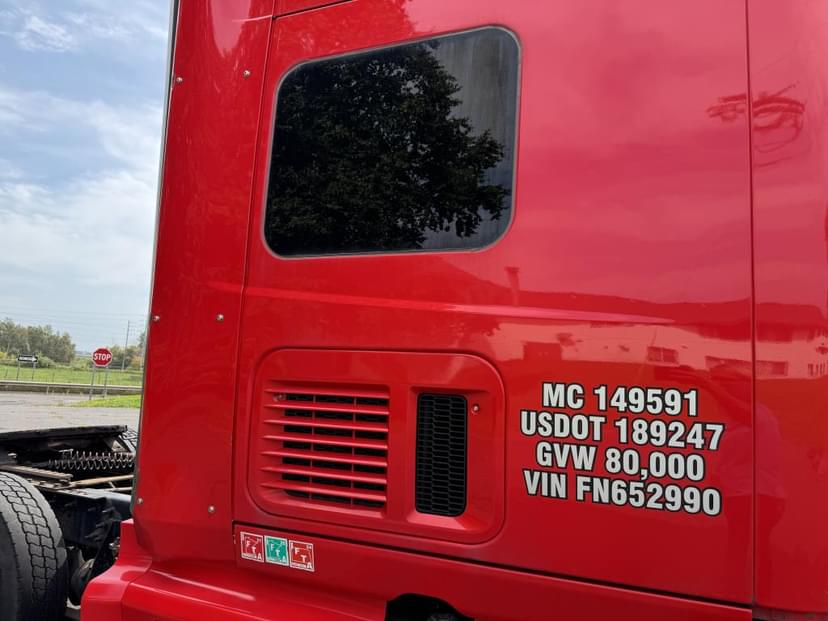 STOP
MC 149591
USDOT 189247
GVW 80,000
VIN FN652990
F T A
F T A
F T A